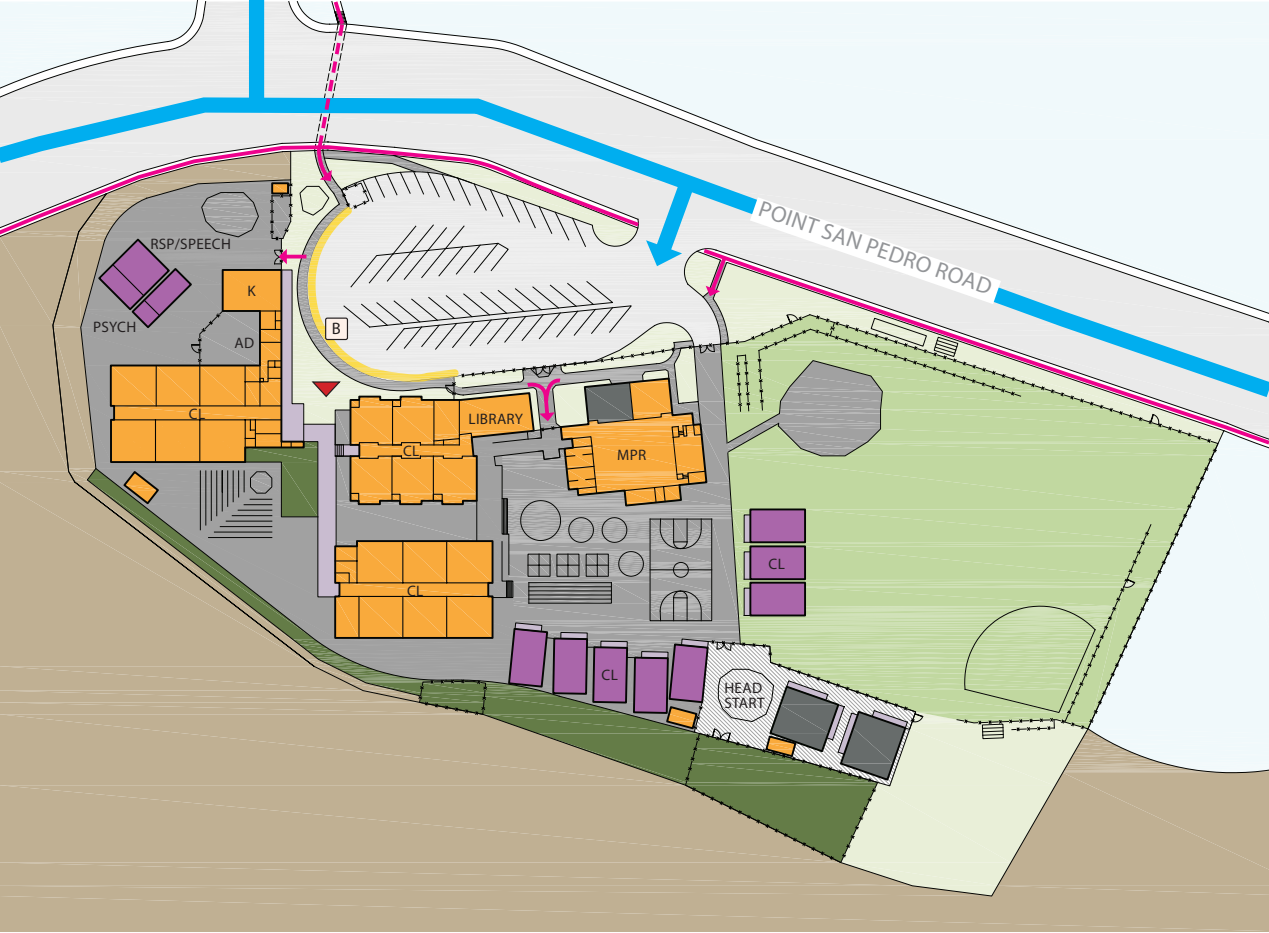 POINT SAN PEDRO ROAD
RSP/SPEECH
K
PSYCH
B
AD
CL
LIBRARY
CL
MPR
CL
CL
CL
HEAD
START